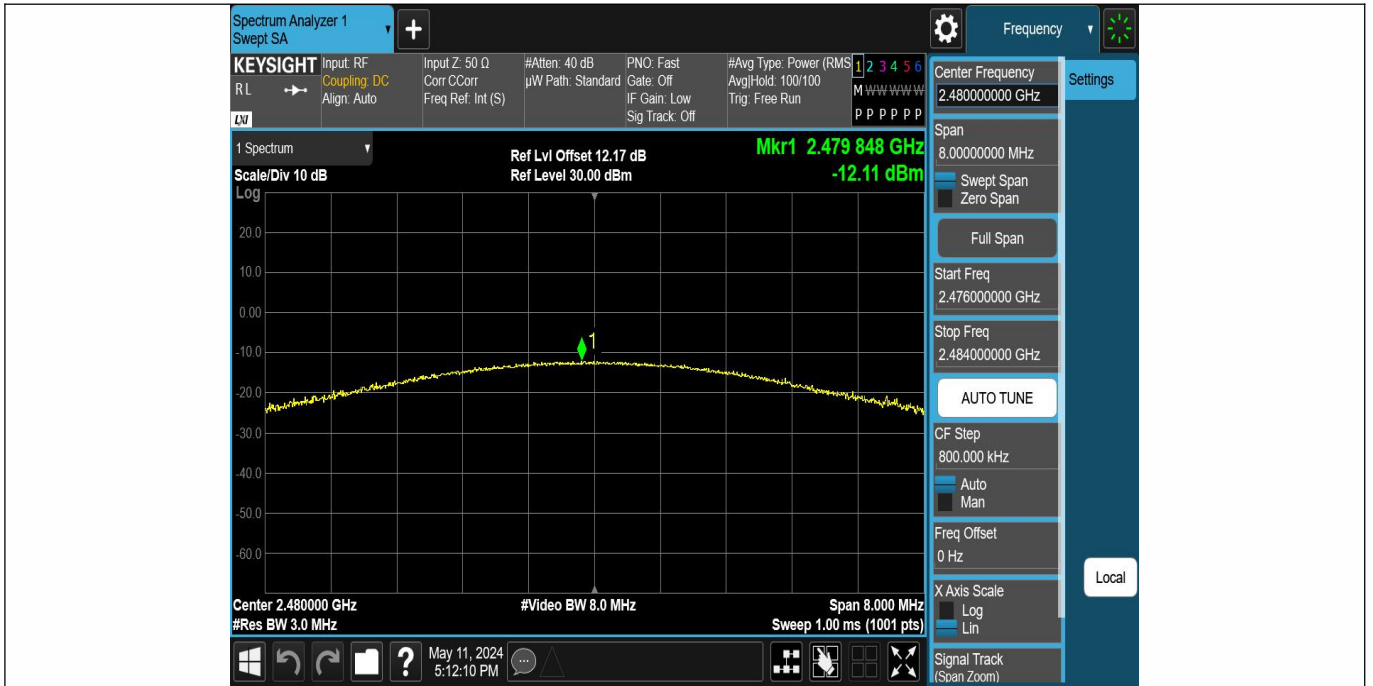 Spectrum Analyzer 1
Swept SA
+
Frequency
KEYSIGHT
RL
LXI
Input: RF
Coupling: DC
Align: Auto
Input Z: 50 Ω
Corr CCorr
Freq Ref: Int (S)
#Atten: 40 dB
µW Path: Standard
PNO: Fast
Gate: Off
IF Gain: Low
Sig Track: Off
#Avg Type: Power (RMS
Avg|Hold: 100/100
Trig: Free Run
1 2 3 4 5 6
M W W W W W
P P P P P P
Center Frequency
2.480000000 GHz
Settings
1 Spectrum
Scale/Div 10 dB
Ref Lvl Offset 12.17 dB
Ref Level 30.00 dBm
Mkr1 2.479 848 GHz
-12.11 dBm
Log
20.0
10.0
0.00
-10.0
-20.0
-30.0
-40.0
-50.0
-60.0
1
Center 2.480000 GHz
#Res BW 3.0 MHz
#Video BW 8.0 MHz
Span 8.000 MHz
Sweep 1.00 ms (1001 pts)
Span
8.00000000 MHz
Swept Span
Zero Span
Full Span
Start Freq
2.476000000 GHz
Stop Freq
2.484000000 GHz
AUTO TUNE
CF Step
800.000 kHz
Auto
Man
Freq Offset
0 Hz
X Axis Scale
Log
Lin
Signal Track
(Span Zoom)
Local
?
May 11, 2024
5:12:10 PM